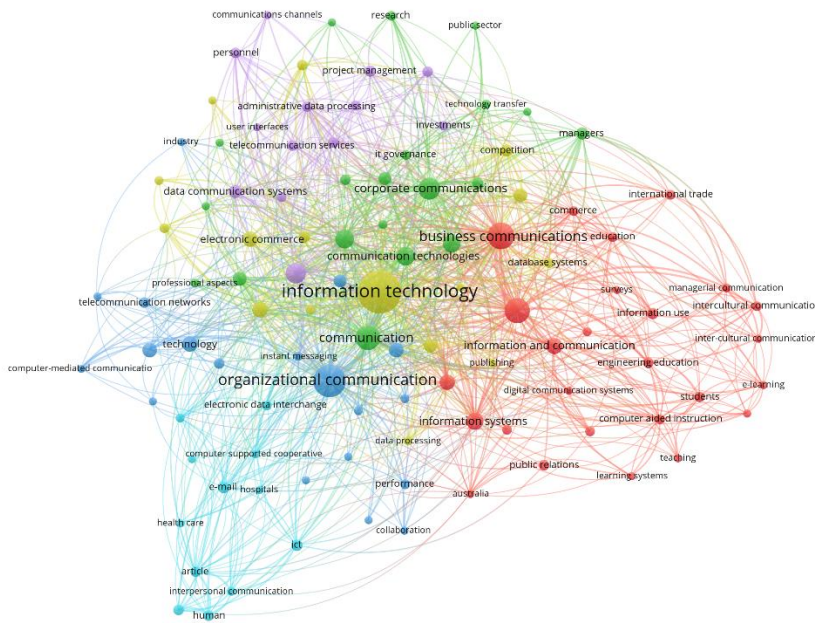 communications channels
research
public sector
personnel
project management
administrative data processing
technology transfer
user interfaces
investments
managers
industry
telecommunication services
it governance
competition
data communication systems
corporate communications
international trade
commerce
electronic commerce
business communications
education
communication technologies
database systems
professional aspects
information technology
surveys
managerial communication
telecommunication networks
intercultural communicatio
information use
communication
technology
information and communication
inter-cultural communication
instant messaging
publishing
engineering education
computer-mediated communicatio
organizational communication
digital communication systems
e-learning
students
electronic data interchange
information systems
computer aided instruction
data processing
computer supported cooperative
teaching
public relations
learning systems
e-mail
hospitals
performance
australia
health care
collaboration
ict
article
interpersonal communication
human